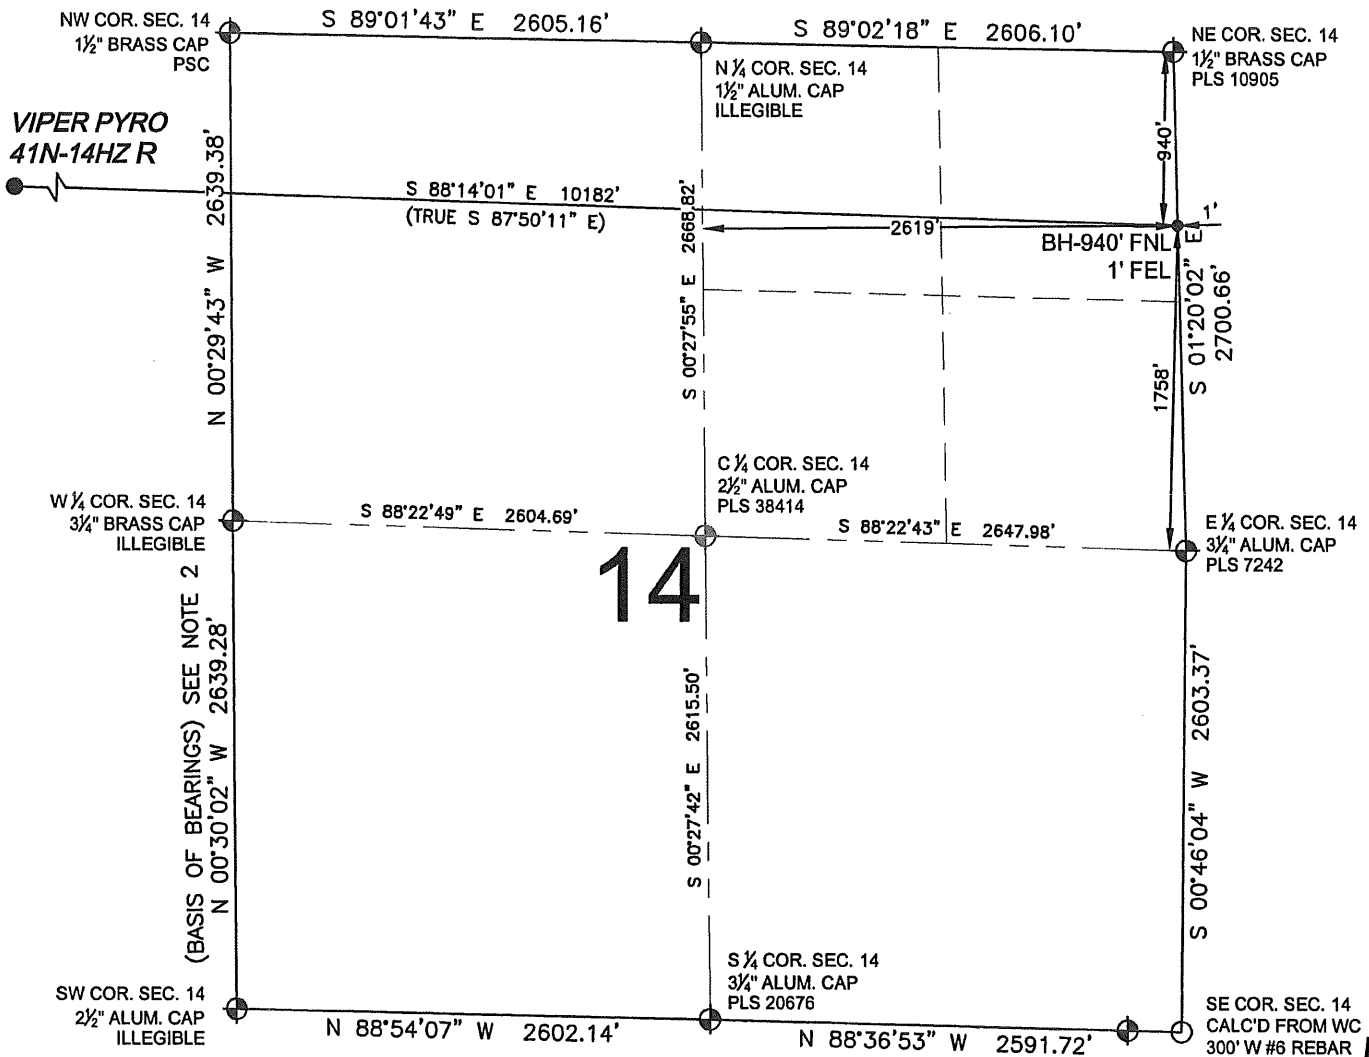 NW COR. SEC. 14
1½" BRASS CAP
PSC
S 89°01'43" E 2605.16'
S 89°02'18" E 2606.10'
NE COR. SEC. 14
1½" BRASS CAP
PLS 10905
N ¼ COR. SEC. 14
1½" ALUM. CAP
ILLEGIBLE
VIPER PYRO
41N-14HZ R
N 00°29'43" W 2639.38'
S 88°14'01" E 10182'
(TRUE S 87°50'11" E)
S 00°27'55" E 2668.82'
940'
2619'
1'
BH-940' FNL
1' FEL
S 01°20'02" E
2700.66'
1758'
C ¼ COR. SEC. 14
2½" ALUM. CAP
PLS 38414
W ¼ COR. SEC. 14
3¼" BRASS CAP
ILLEGIBLE
S 88°22'49" E 2604.69'
S 88°22'43" E 2647.98'
E ¼ COR. SEC. 14
3¼" ALUM. CAP
PLS 7242
14
(BASIS OF BEARINGS) SEE NOTE 2
N 00°30'02" W 2639.28'
S 00°27'42" E 2615.50'
S 00°46'04" W 2603.37'
SW COR. SEC. 14
2½" ALUM. CAP
ILLEGIBLE
N 88°54'07" W 2602.14'
S ¼ COR. SEC. 14
3¼" ALUM. CAP
PLS 20676
N 88°36'53" W 2591.72'
SE COR. SEC. 14
CALC'D FROM WC
300' W #6 REBAR